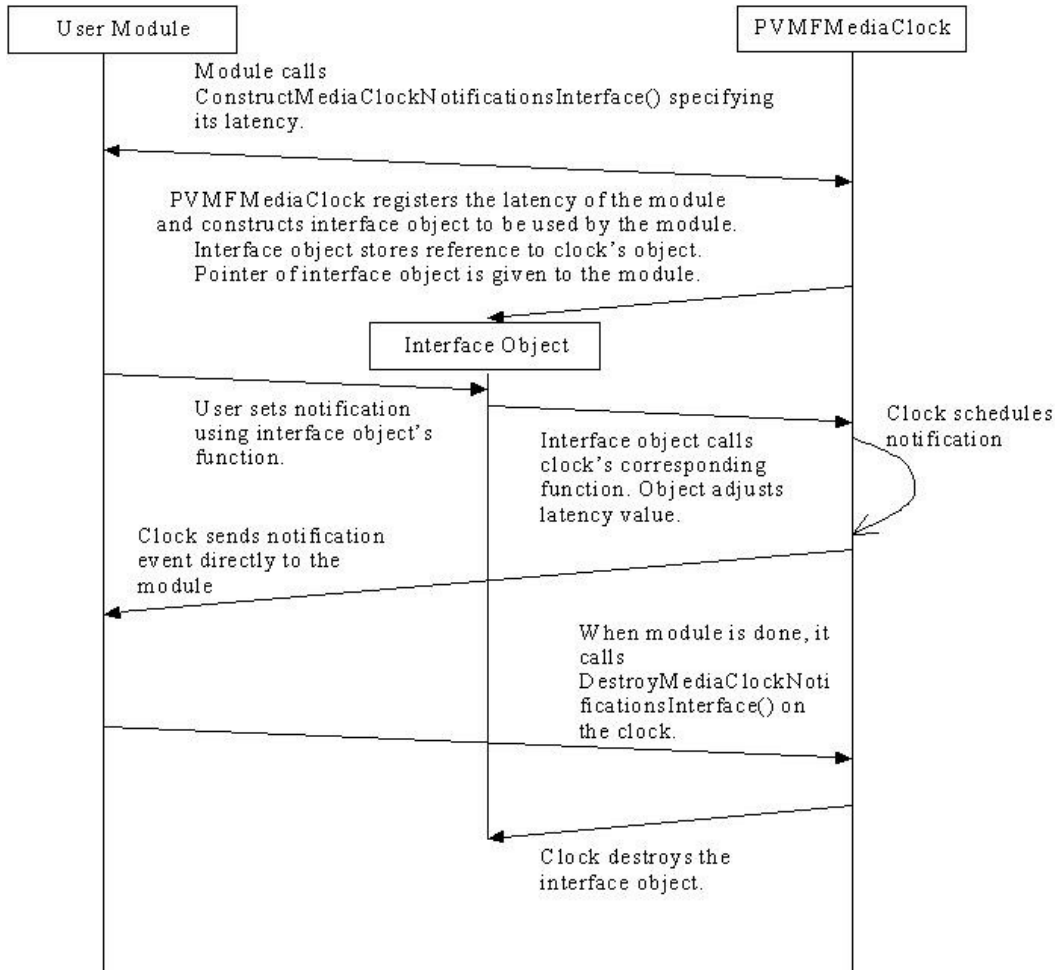 User Module
PVMFMediaClock
Module calls
ConstructMediaClockNotificationsInterface() specifying
its latency.
PVMFMediaClock registers the latency of the module
and constructs interface object to be used by the module.
Interface object stores reference to clock's object.
Pointer of interface object is given to the module.
Interface Object
User sets notification
using interface object's
function.
Interface object calls
clock's corresponding
function. Object adjusts
latency value.
Clock schedules
notification
Clock sends notification
event directly to the
module
When module is done, it
calls
DestroyMediaClockNoti
ficationsInterface() on
the clock.
Clock destroys the
interface object.